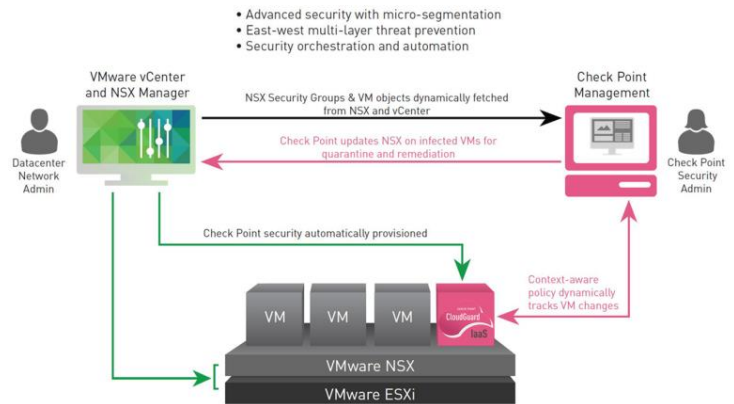 • Advanced security with micro-segmentation
• East-west multi-layer threat prevention
• Security orchestration and automation
VMware vCenter
and NSX Manager
Check Point
Management
NSX Security Groups & VM objects dynamically fetched
from NSX and vCenter
Check Point updates NSX on infected VMs for
quarantine and remediation
Datacenter
Network
Admin
Check Point
Security
Admin
Check Point security automatically provisioned
Context-aware
policy dynamically
tracks VM changes
VM
VM
VM
CloudGuard
IaaS
VMware NSX
VMware ESXi